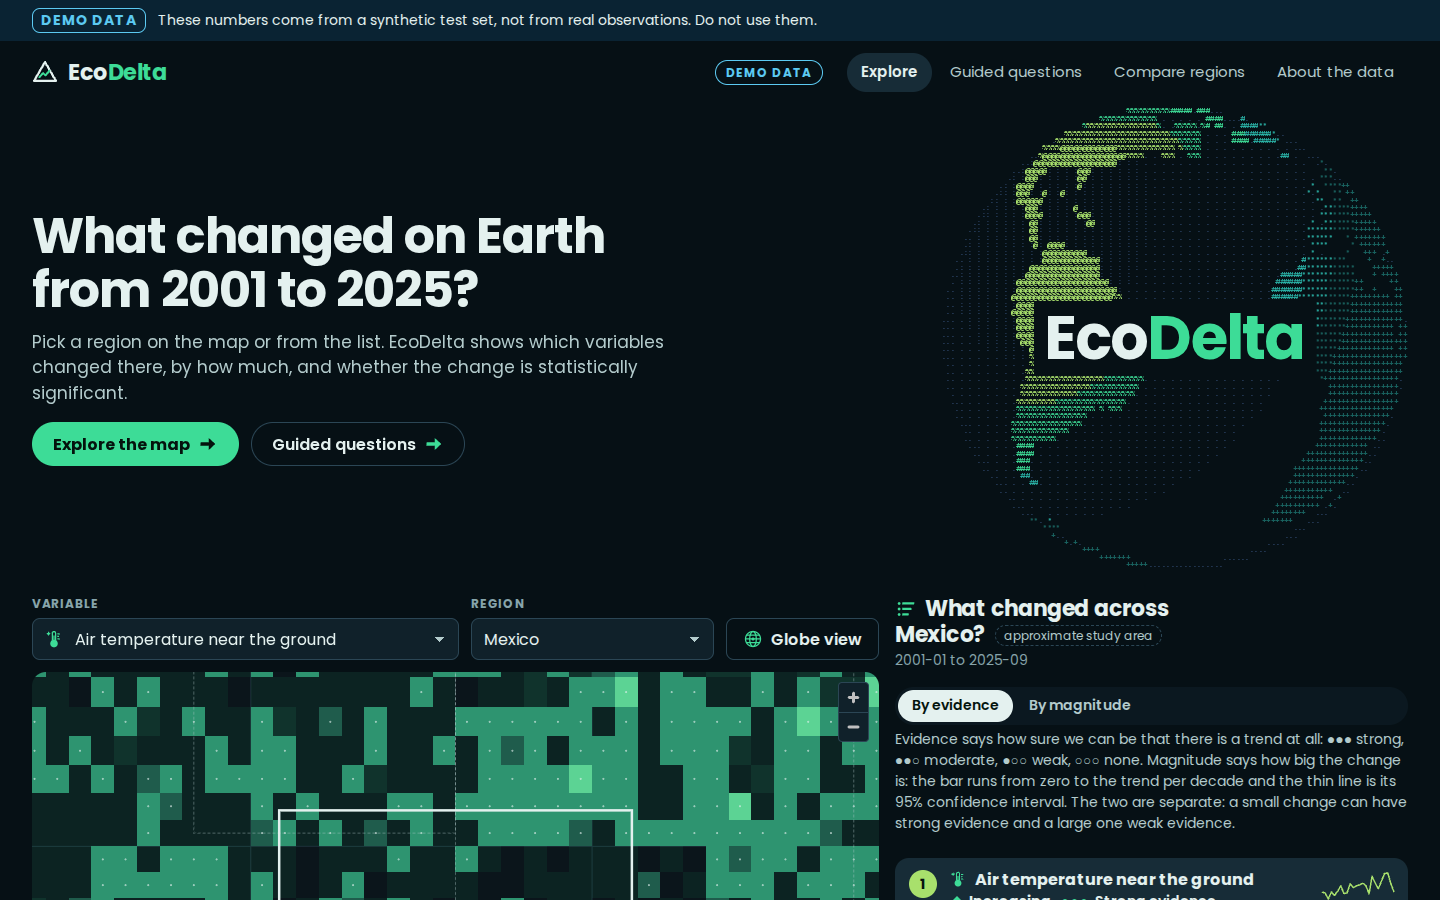 DEMO DATA These numbers come from a synthetic test set, not from real observations. Do not use them.
EcoDelta
DEMO DATA Explore Guided questions Compare regions About the data
What changed on Earth
from 2001 to 2025?
Pick a region on the map or from the list. EcoDelta shows which variables
changed there, by how much, and whether the change is statistically
significant.
Explore the map → Guided questions →
EcoDelta
VARIABLE
Air temperature near the ground
REGION
Mexico
Globe view
+
−
What changed across
Mexico? approximate study area
2001-01 to 2025-09
By evidence By magnitude
Evidence says how sure we can be that there is a trend at all: ●●● strong,
●●○ moderate, ●○○ weak, ○○○ none. Magnitude says how big the change
is: the bar runs from zero to the trend per decade and the thin line is its
95% confidence interval. The two are separate: a small change can have
strong evidence and a large one weak evidence.
1 Air temperature near the ground
Increasing ●●● Strong evidence